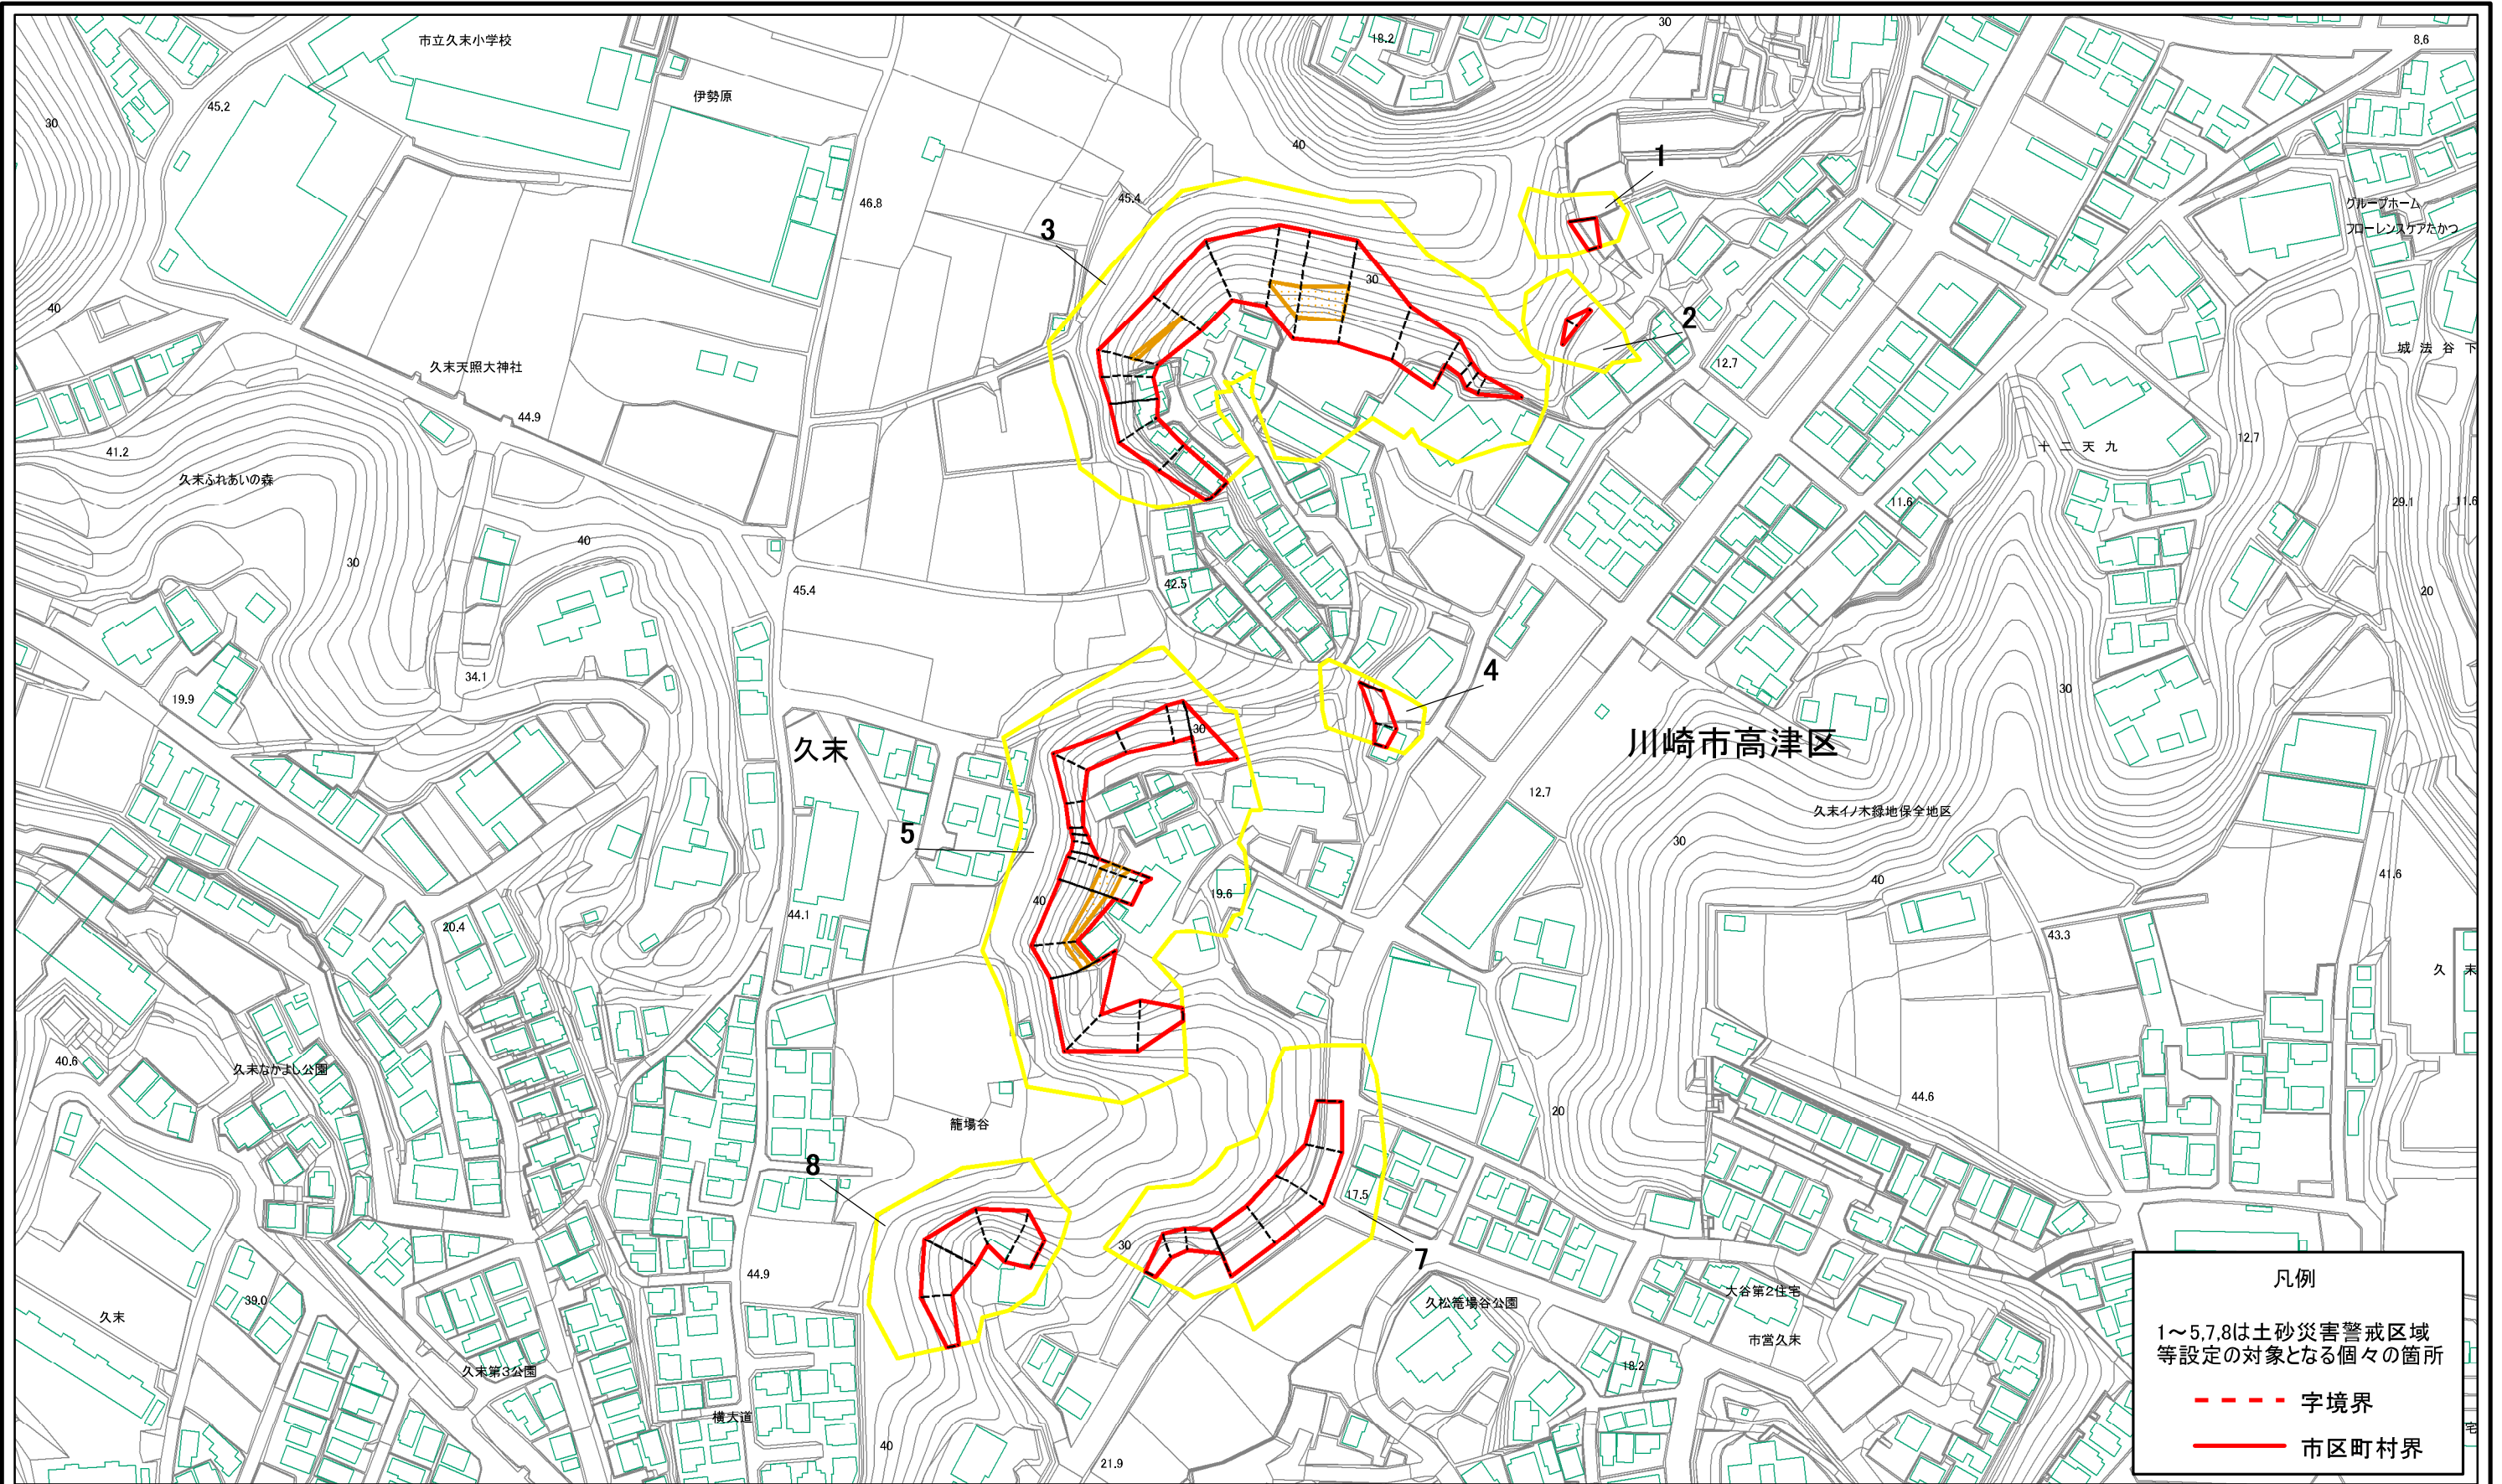 市立久末小学校
18.2
30
8.6
45.2
伊勢原
30
40
1
46.8
45.4
グループホーム
フローレンスケアたかつ
3
30
40
2
12.7
城法谷下
久末天照大神社
44.9
41.2
久末ふれあいの森
十二天九
12.7
11.6
29.1
11.6
40
30
45.4
42.5
20
34.1
19.9
4
30
30
久末
川崎市高津区
12.7
久末イノ木緑地保全地区
5
30
40
19.6
41.6
40
44.1
20.4
43.3
久末
40.6
久末なかよし公園
44.6
20
籠場谷
8
17.5
30
7
44.9
39.0
久末
久松篭場谷公園
大谷第2住宅
市営久末
18.2
久末第3公園
横大道
40
21.9
宅
凡例
1～5,7,8は土砂災害警戒区域
等設定の対象となる個々の箇所
字境界
市区町村界